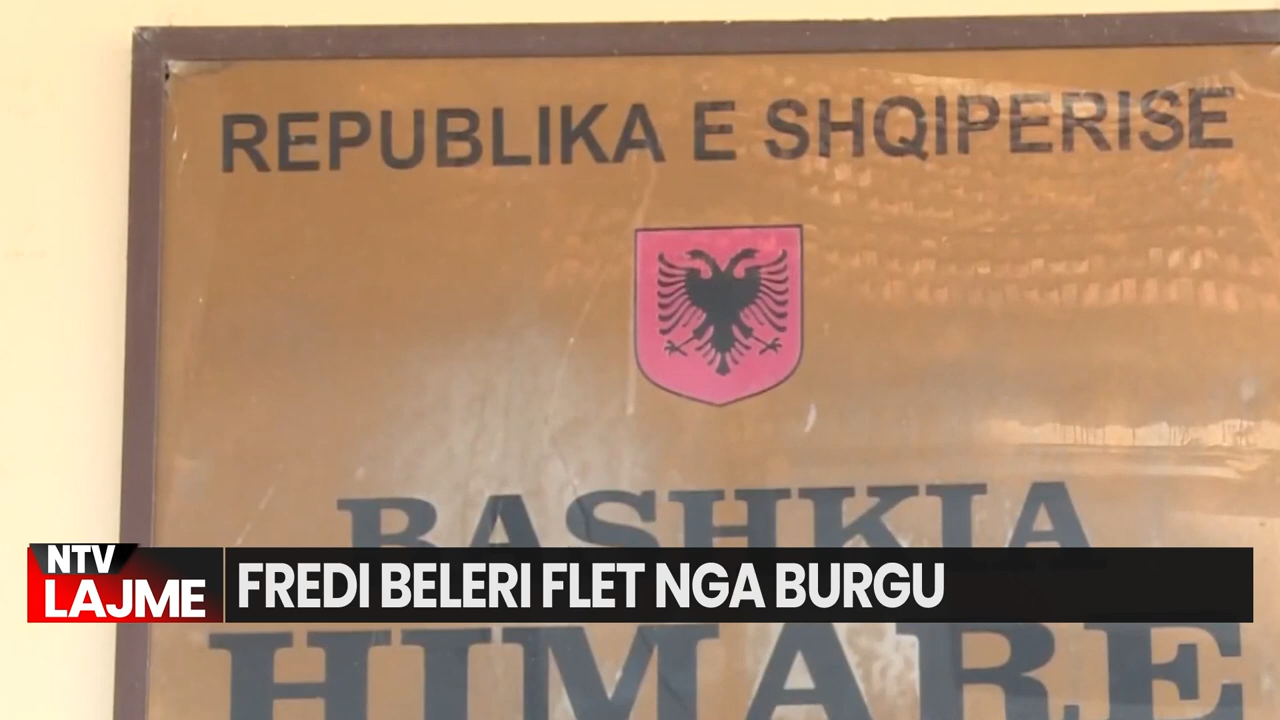 REPUBLIKA E SHQIPERISE
BASHKIA
NTV
LAJME
FREDI BELERI FLET NGA BURGU
HIMARE